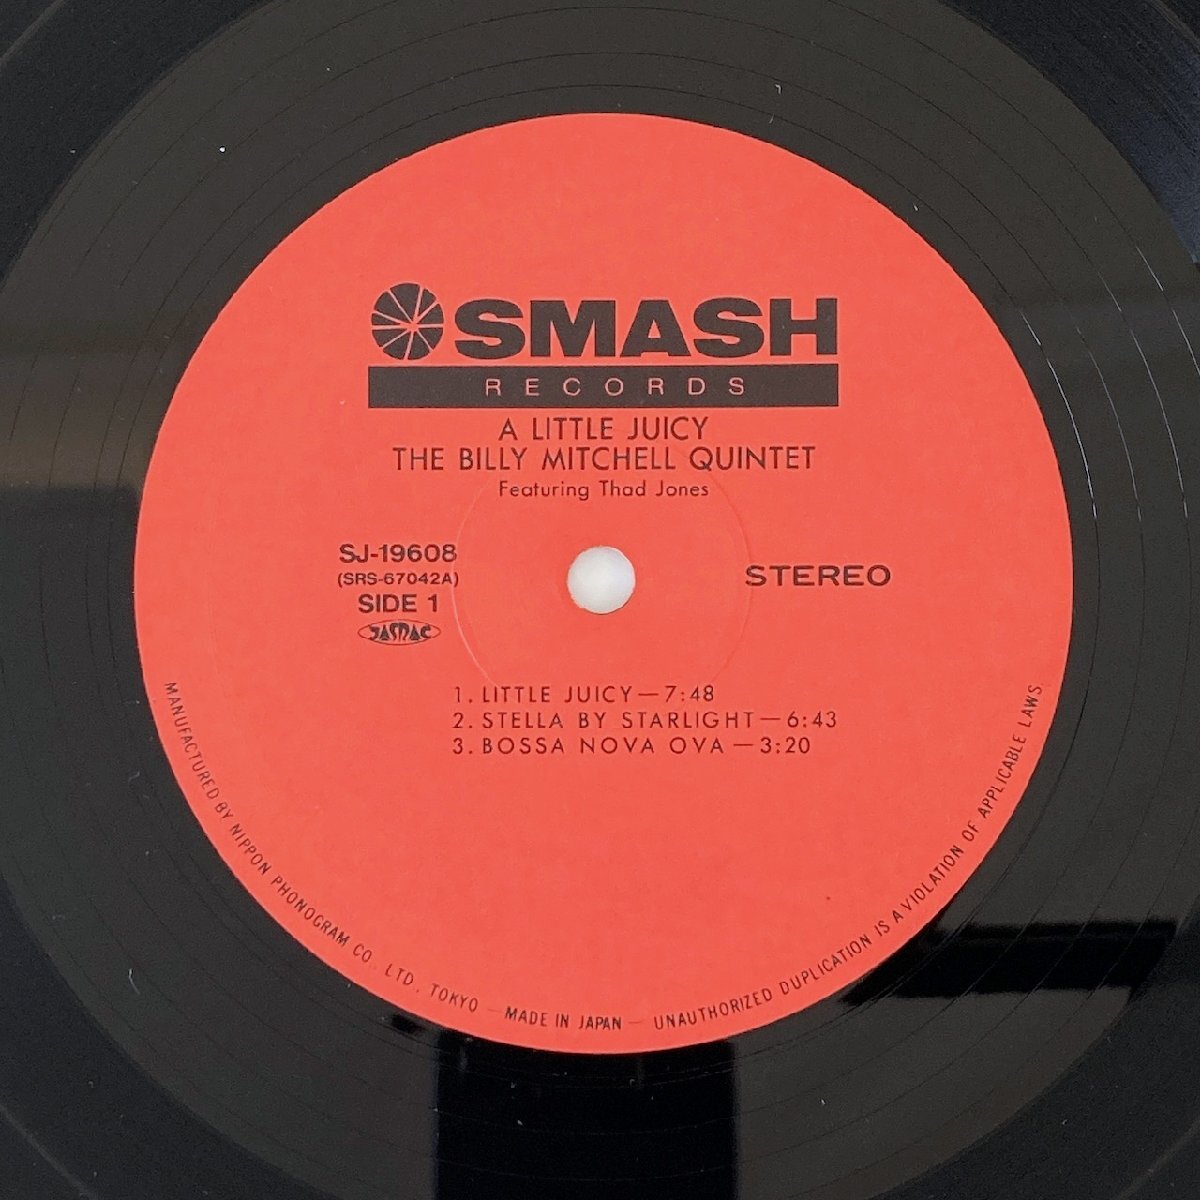 SMASH
RECORDS
A LITTLE JUICY
THE BILLY MITCHELL QUINTET
Featuring Thad Jones
SJ-19608
(SRS-67042A)
SIDE 1
JASRAC
STEREO
1. LITTLE JUICY—7:48
2. STELLA BY STARLIGHT—6:43
3. BOSSA NOVA OVA—3:20
MANUFACTURED BY NIPPON PHONOGRAM CO., LTD., TOKYO — MADE IN JAPAN — UNAUTHORIZED DUPLICATION IS A VIOLATION OF APPLICABLE LAWS